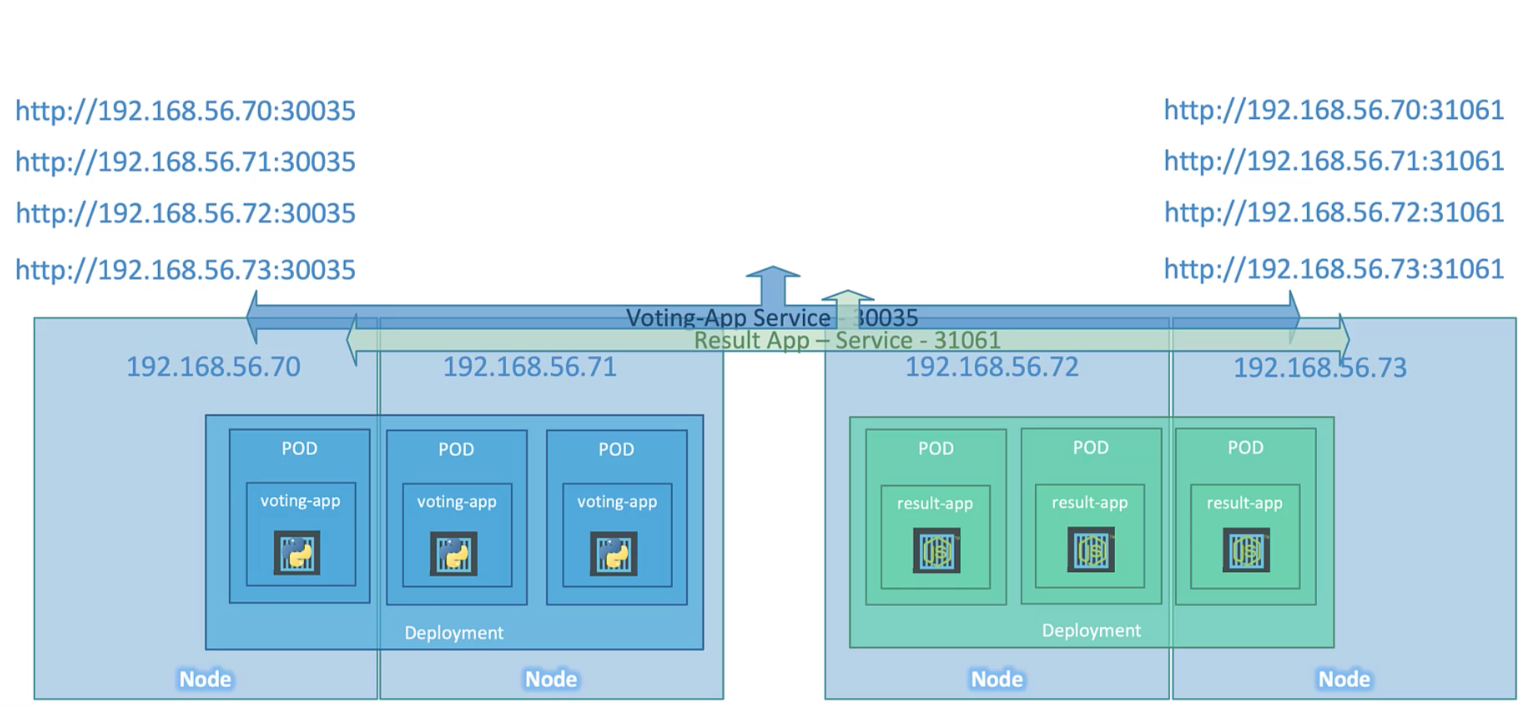 http://192.168.56.70:30035
http://192.168.56.71:30035
http://192.168.56.72:30035
http://192.168.56.73:30035
http://192.168.56.70:31061
http://192.168.56.71:31061
http://192.168.56.72:31061
http://192.168.56.73:31061
Voting-App Service - 30035
Result App – Service - 31061
192.168.56.70
192.168.56.71
192.168.56.72
192.168.56.73
POD
voting-app
POD
voting-app
POD
voting-app
Deployment
POD
result-app
JS
POD
result-app
JS
POD
result-app
JS
Deployment
Node
Node
Node
Node